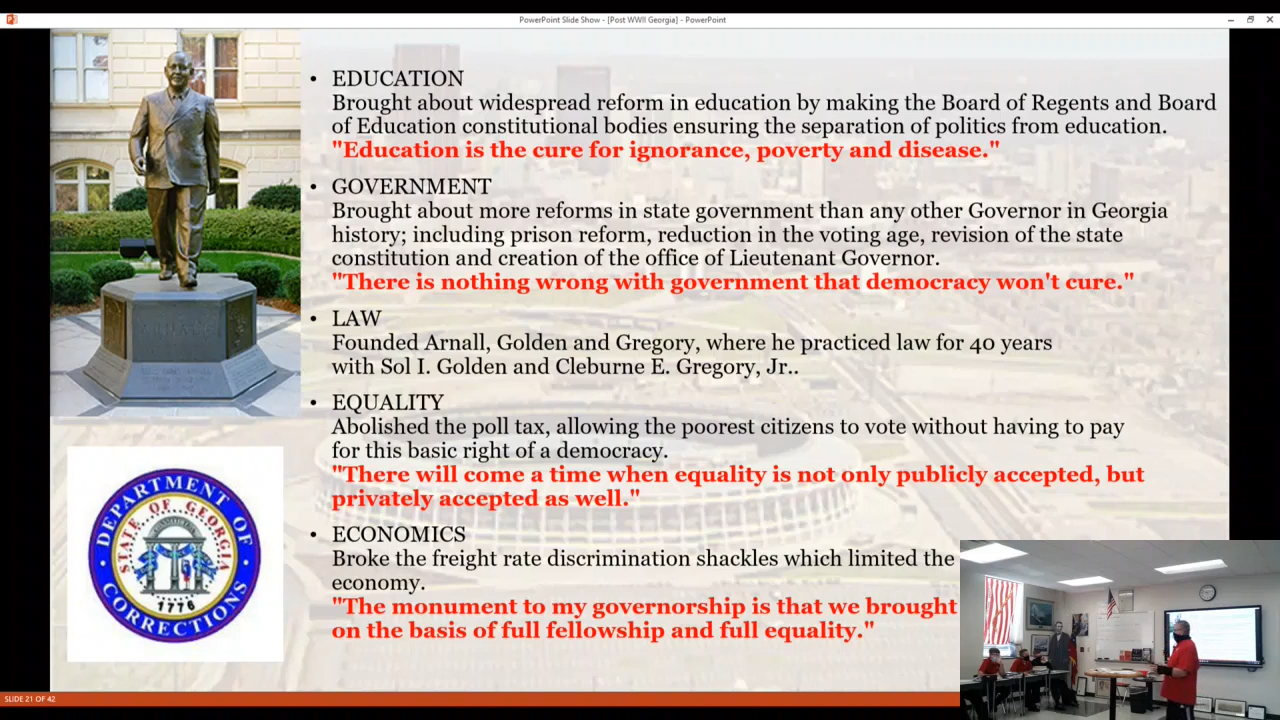 PowerPoint Slide Show - [Post WWII Georgia] - PowerPoint
• EDUCATION
Brought about widespread reform in education by making the Board of Regents and Board
of Education constitutional bodies ensuring the separation of politics from education.
"Education is the cure for ignorance, poverty and disease."
• GOVERNMENT
Brought about more reforms in state government than any other Governor in Georgia
history; including prison reform, reduction in the voting age, revision of the state
constitution and creation of the office of Lieutenant Governor.
"There is nothing wrong with government that democracy won't cure."
• LAW
Founded Arnall, Golden and Gregory, where he practiced law for 40 years
with Sol I. Golden and Cleburne E. Gregory, Jr..
• EQUALITY
Abolished the poll tax, allowing the poorest citizens to vote without having to pay
for this basic right of a democracy.
"There will come a time when equality is not only publicly accepted, but
privately accepted as well."
• ECONOMICS
Broke the freight rate discrimination shackles which limited the
economy.
"The monument to my governorship is that we brought
on the basis of full fellowship and full equality."
ARNALL
DEPARTMENT OF
STATE OF GEORGIA
1776
CORRECTIONS
SLIDE 21 OF 42